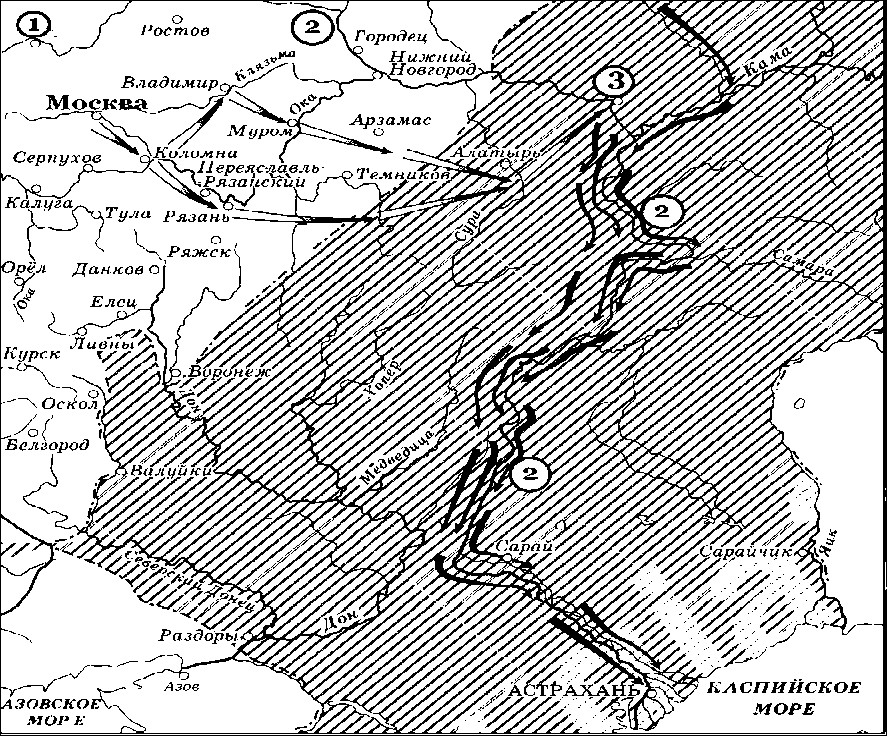 1
2
Ростов
Городец
Нижний
Новгород
Кама
3
Владимир
Клязьма
Москва
Ока
Муром
Арзамас
Алатырь
Серпухов
Коломна
Переяславль-
Рязанский
Темников
Калуга
Тула
Рязань
Сура
2
Ряжск
Самара
Орёл
Ока
Данков
Елец
Ливны
Курск
Воронеж
Дон
Хопер
Оскол
Белгород
Медведица
Валуйки
2
Сарай
Сарайчик
Яик
Северский Донец
Дон
Раздоры
Азов
АЗОВСКОЕ
МОРЕ
АСТРАХАНЬ
КАСПИЙСКОЕ
МОРЕ